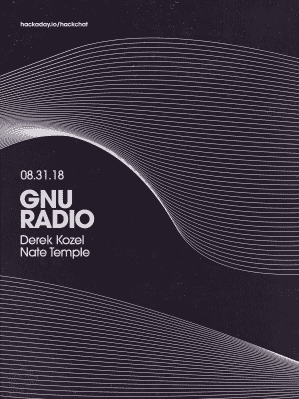 hackaday.io/hackchat
08.31.18
GNU
RADIO
Derek Kozel
Nate Temple